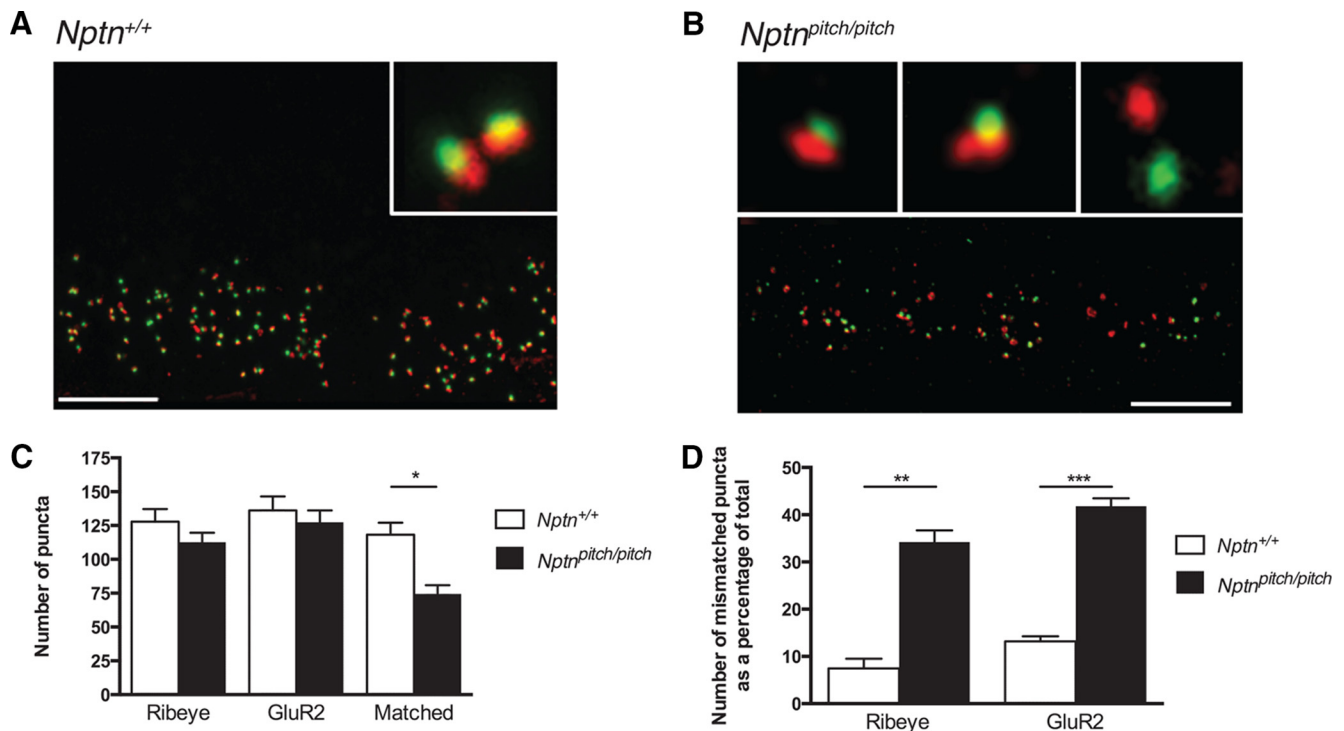 A
Nptn+/+
B
Nptnpitch/pitch
C
Number of puncta
175
150
125
100
75
50
25
0
*
Ribeye
GluR2
Matched
Nptn+/+
Nptnpitch/pitch
D
Number of mismatched puncta
as a percentage of total
50
40
30
20
10
0
**
***
Ribeye
GluR2
Nptn+/+
Nptnpitch/pitch